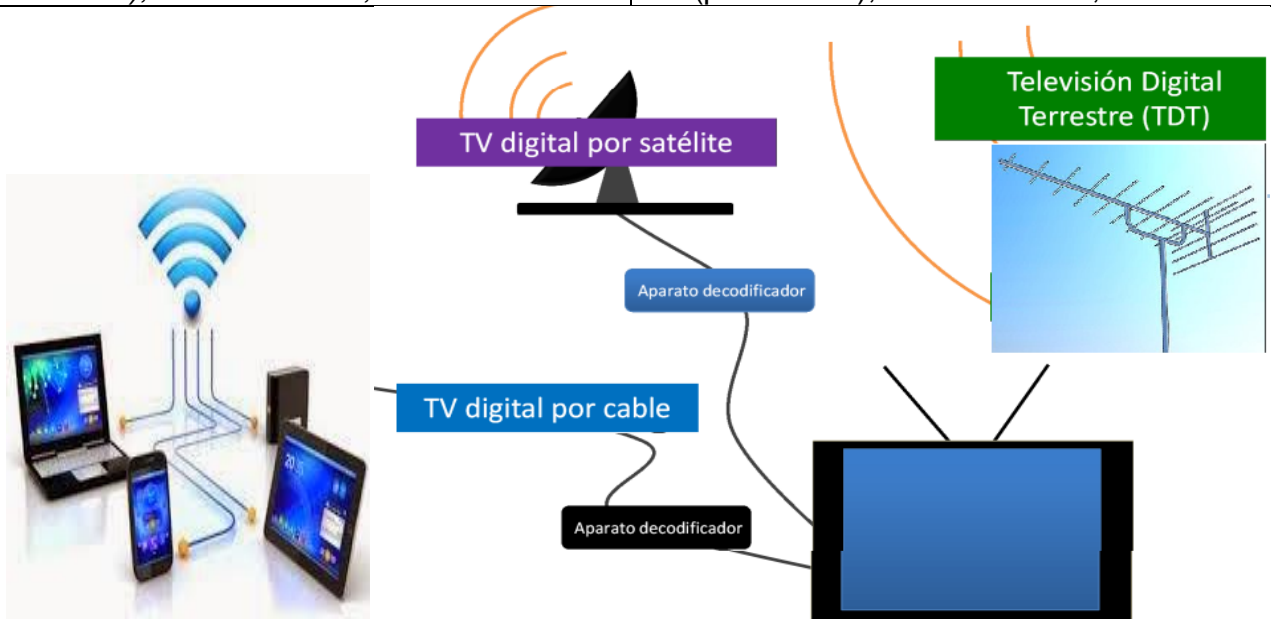 TV digital por satélite
Televisión Digital
Terrestre (TDT)
Aparato decodificador
TV digital por cable
Aparato decodificador